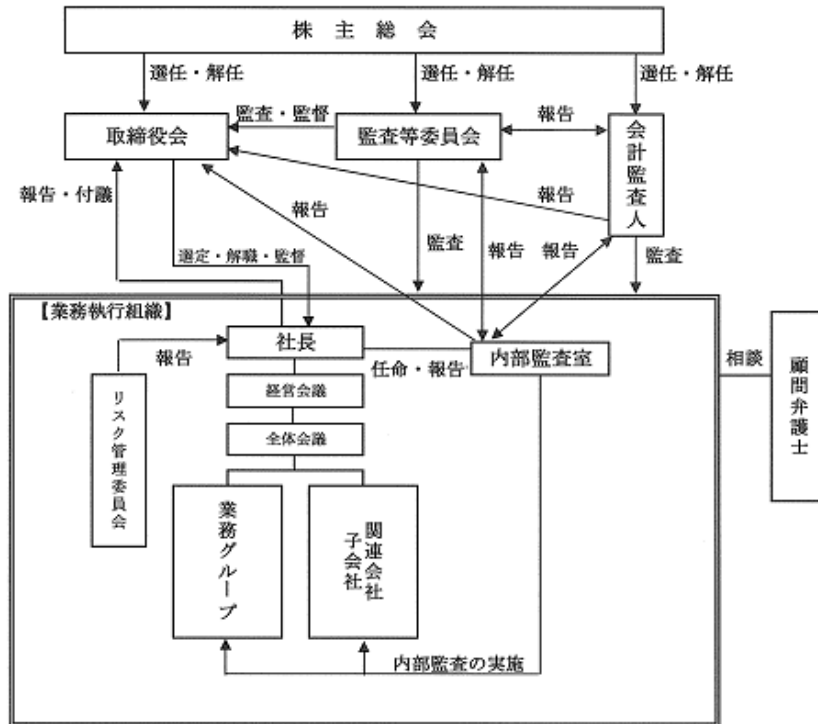 株主総会
選任・解任
選任・解任
選任・解任
取締役会
監査・監督
監査等委員会
報告
会計監査人
報告・付議
報告
報告
選定・解職・監督
監査
報告
報告
監査
【業務執行組織】
社長
報告
任命・報告
内部監査室
相談
顧問弁護士
リスク管理委員会
経営会議
全体会議
業務グループ
関連会社
子会社
内部監査の実施